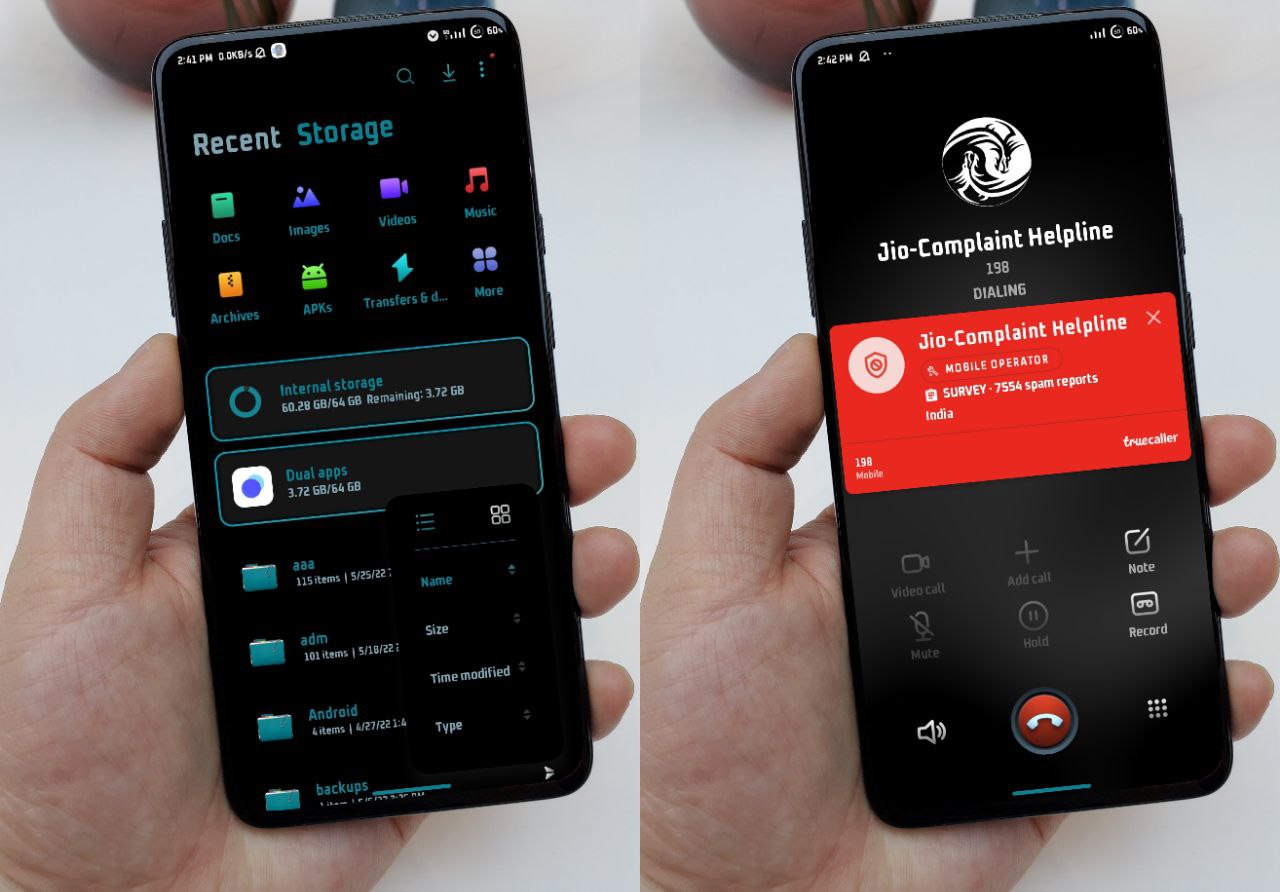 2:41 PM 0.0KB/s 60%
Recent Storage
Docs
Images
Videos
Music
Archives
APKs
Transfers & d...
More
Internal storage
60.28 GB/64 GB Remaining: 3.72 GB
Dual apps
3.72 GB/64 GB
aaa
115 items | 5/25/22
adm
101 items | 5/18/22
Android
4 items | 4/27/22 1:4
backups
Name
Size
Time modified
Type
2:42 PM 60%
Jio-Complaint Helpline
198
DIALING
Jio-Complaint Helpline
MOBILE OPERATOR
SURVEY · 7554 spam reports
India
truecaller
198
Mobile
Video call
Add call
Note
Mute
Hold
Record